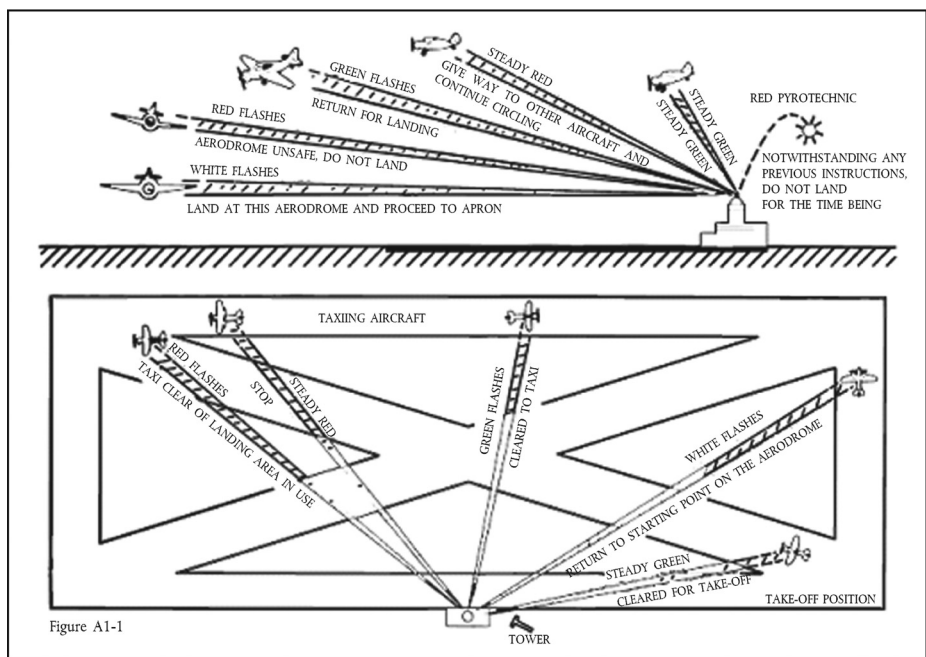 STEADY RED
GIVE WAY TO OTHER AIRCRAFT AND
CONTINUE CIRCLING
GREEN FLASHES
RETURN FOR LANDING
RED FLASHES
AERODROME UNSAFE, DO NOT LAND
WHITE FLASHES
LAND AT THIS AERODROME AND PROCEED TO APRON
STEADY GREEN
STEADY GREEN
RED PYROTECHNIC
NOTWITHSTANDING ANY
PREVIOUS INSTRUCTIONS,
DO NOT LAND
FOR THE TIME BEING
TAXIING AIRCRAFT
RED FLASHES
TAXI CLEAR OF LANDING AREA IN USE
STEADY RED
STOP
GREEN FLASHES
CLEARED TO TAXI
WHITE FLASHES
RETURN TO STARTING POINT ON THE AERODROME
STEADY GREEN
CLEARED FOR TAKE-OFF
TAKE-OFF POSITION
TOWER
Figure A1-1